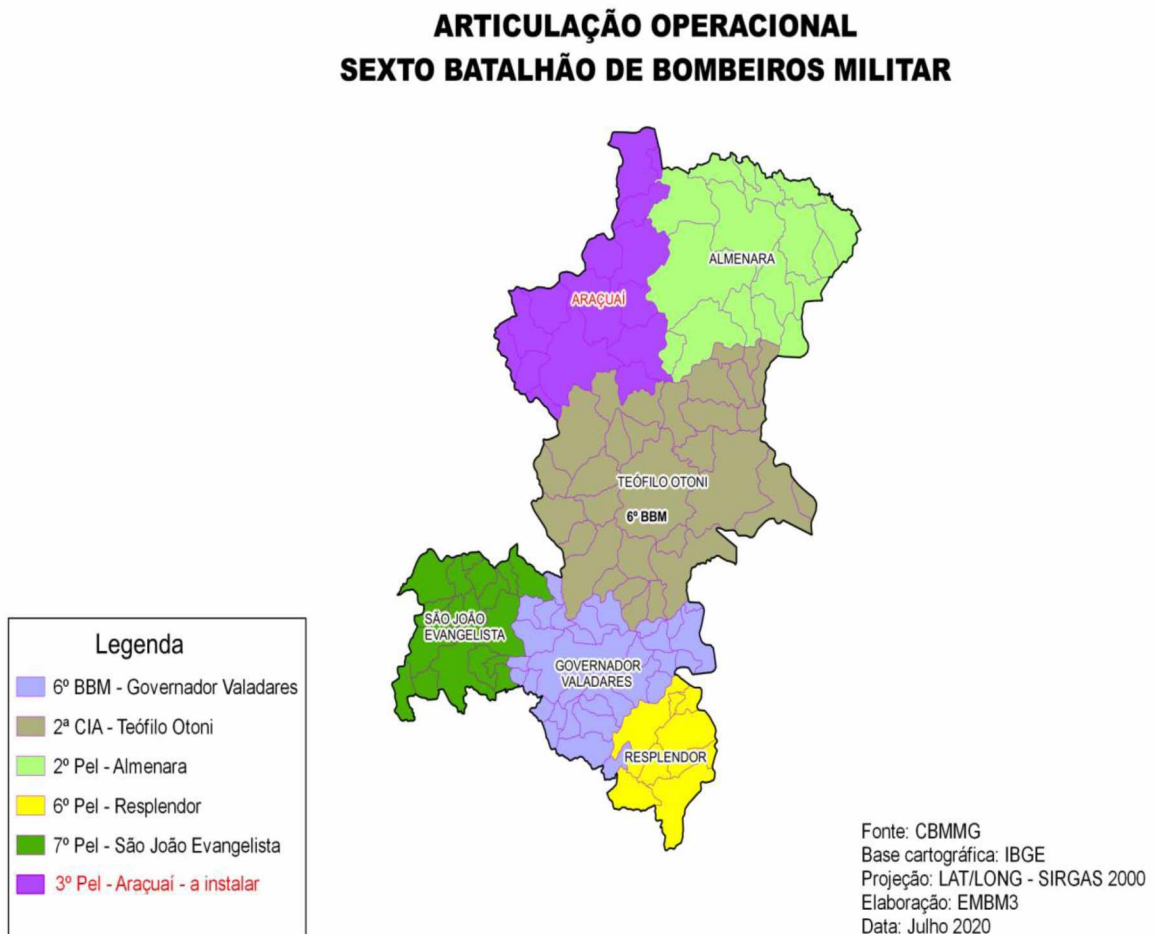 ARTICULAÇÃO OPERACIONAL
SEXTO BATALHÃO DE BOMBEIROS MILITAR
ALMENARA
ARAÇUAÍ
TEÓFILO OTONI
6º BBM
SÃO JOÃO
EVANGELISTA
GOVERNADOR
VALADARES
RESPLENDOR
Legenda
6º BBM - Governador Valadares
2ª CIA - Teófilo Otoni
2º Pel - Almenara
6º Pel - Resplendor
7º Pel - São João Evangelista
3º Pel - Araçuaí - a instalar
Fonte: CBMMG
Base cartográfica: IBGE
Projeção: LAT/LONG - SIRGAS 2000
Elaboração: EMBM3
Data: Julho 2020